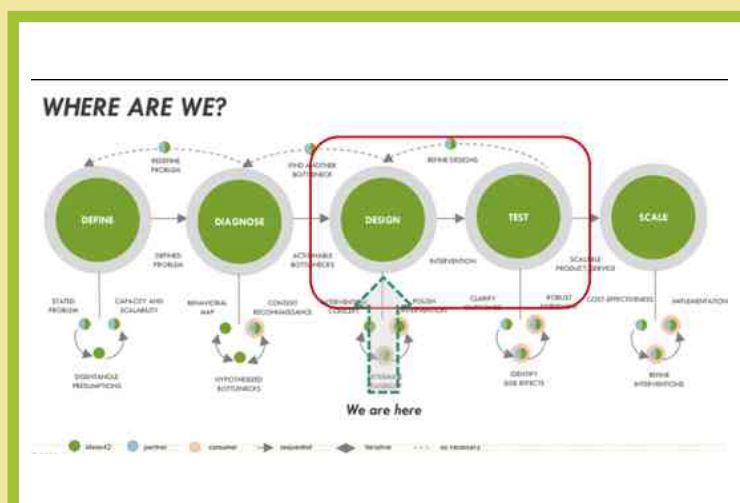 WHERE ARE WE?
REDEFINE
PROBLEM
FIND ANOTHER
BOTTLENECK
REFINE DESIGNS
DEFINE
DIAGNOSE
DESIGN
TEST
SCALE
DEFINED
PROBLEM
ACTIONABLE
BOTTLENECKS
INTERVENTION
SCALABLE
PRODUCT/SERVICE
STATED
PROBLEM
CAPACITY AND
SCALABILITY
BEHAVIORAL
MAP
CONTEXT
RECONNAISSANCE
CONCEPT
POLISH
CLARIFY
ROBUST
COST-EFFECTIVENESS
IMPLEMENTATION
DISENTANGLE
PRESUMPTIONS
HYPOTHESIZED
BOTTLENECKS
IDENTIFY
SIDE EFFECTS
REFINE
INTERVENTIONS
We are here
ideas42
partner
consumer
sequential
iterative
as necessary